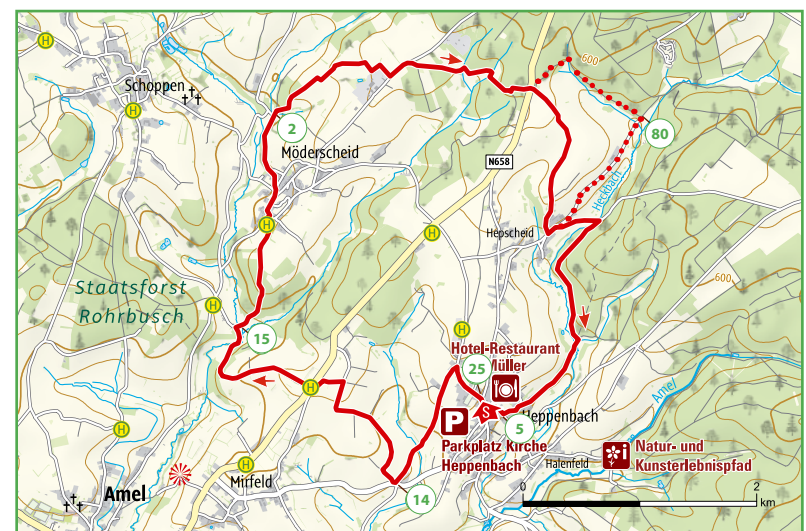 H
600
Schoppen
H
80
2
Möderscheid
N658
Heckbach
H
H
Hepscheid
600
Staatsforst
Rohrbusch
H
15
H
Hotel-Restaurant
Müller
25
H
S
P
5
Heppenbach
Amel
H
Parkplatz Kirche
Heppenbach
Natur- und
Kunsterlebnispfad
i
Halenfeld
H
Mirfeld
Amel
14
0
2
km